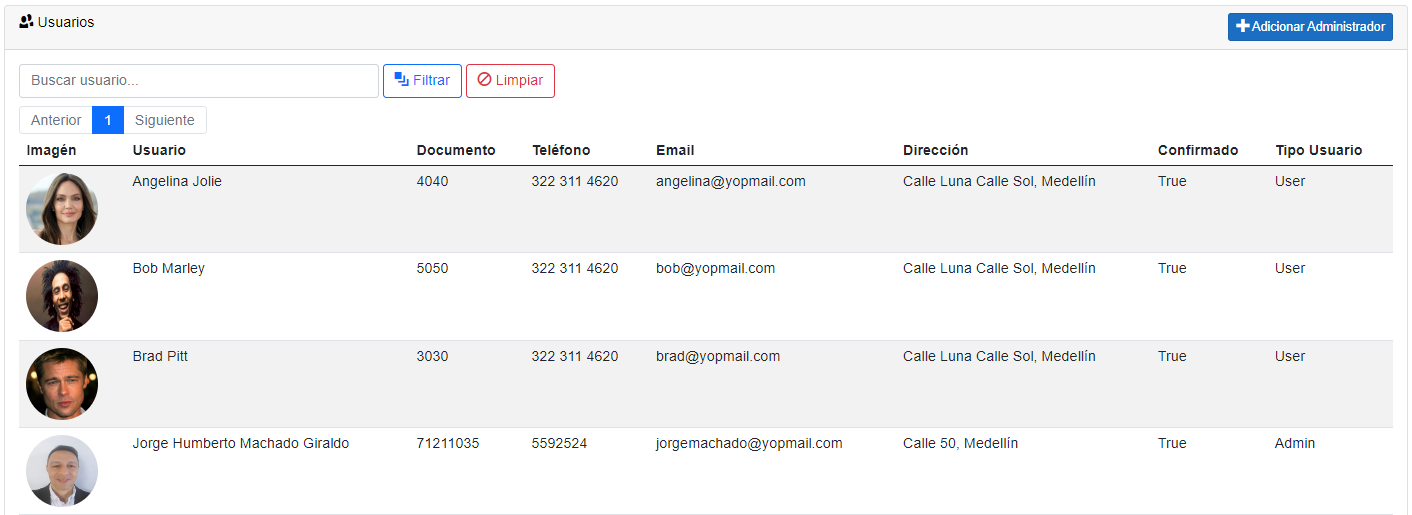 Usuarios
Adicionar Administrador
Buscar usuario...
Filtrar
Limpiar
Anterior 1 Siguiente
Imagén Usuario Documento Teléfono Email Dirección Confirmado Tipo Usuario
Angelina Jolie 4040 322 311 4620 angelina@yopmail.com Calle Luna Calle Sol, Medellín True User
Bob Marley 5050 322 311 4620 bob@yopmail.com Calle Luna Calle Sol, Medellín True User
Brad Pitt 3030 322 311 4620 brad@yopmail.com Calle Luna Calle Sol, Medellín True User
Jorge Humberto Machado Giraldo 71211035 5592524 jorgemachado@yopmail.com Calle 50, Medellín True Admin